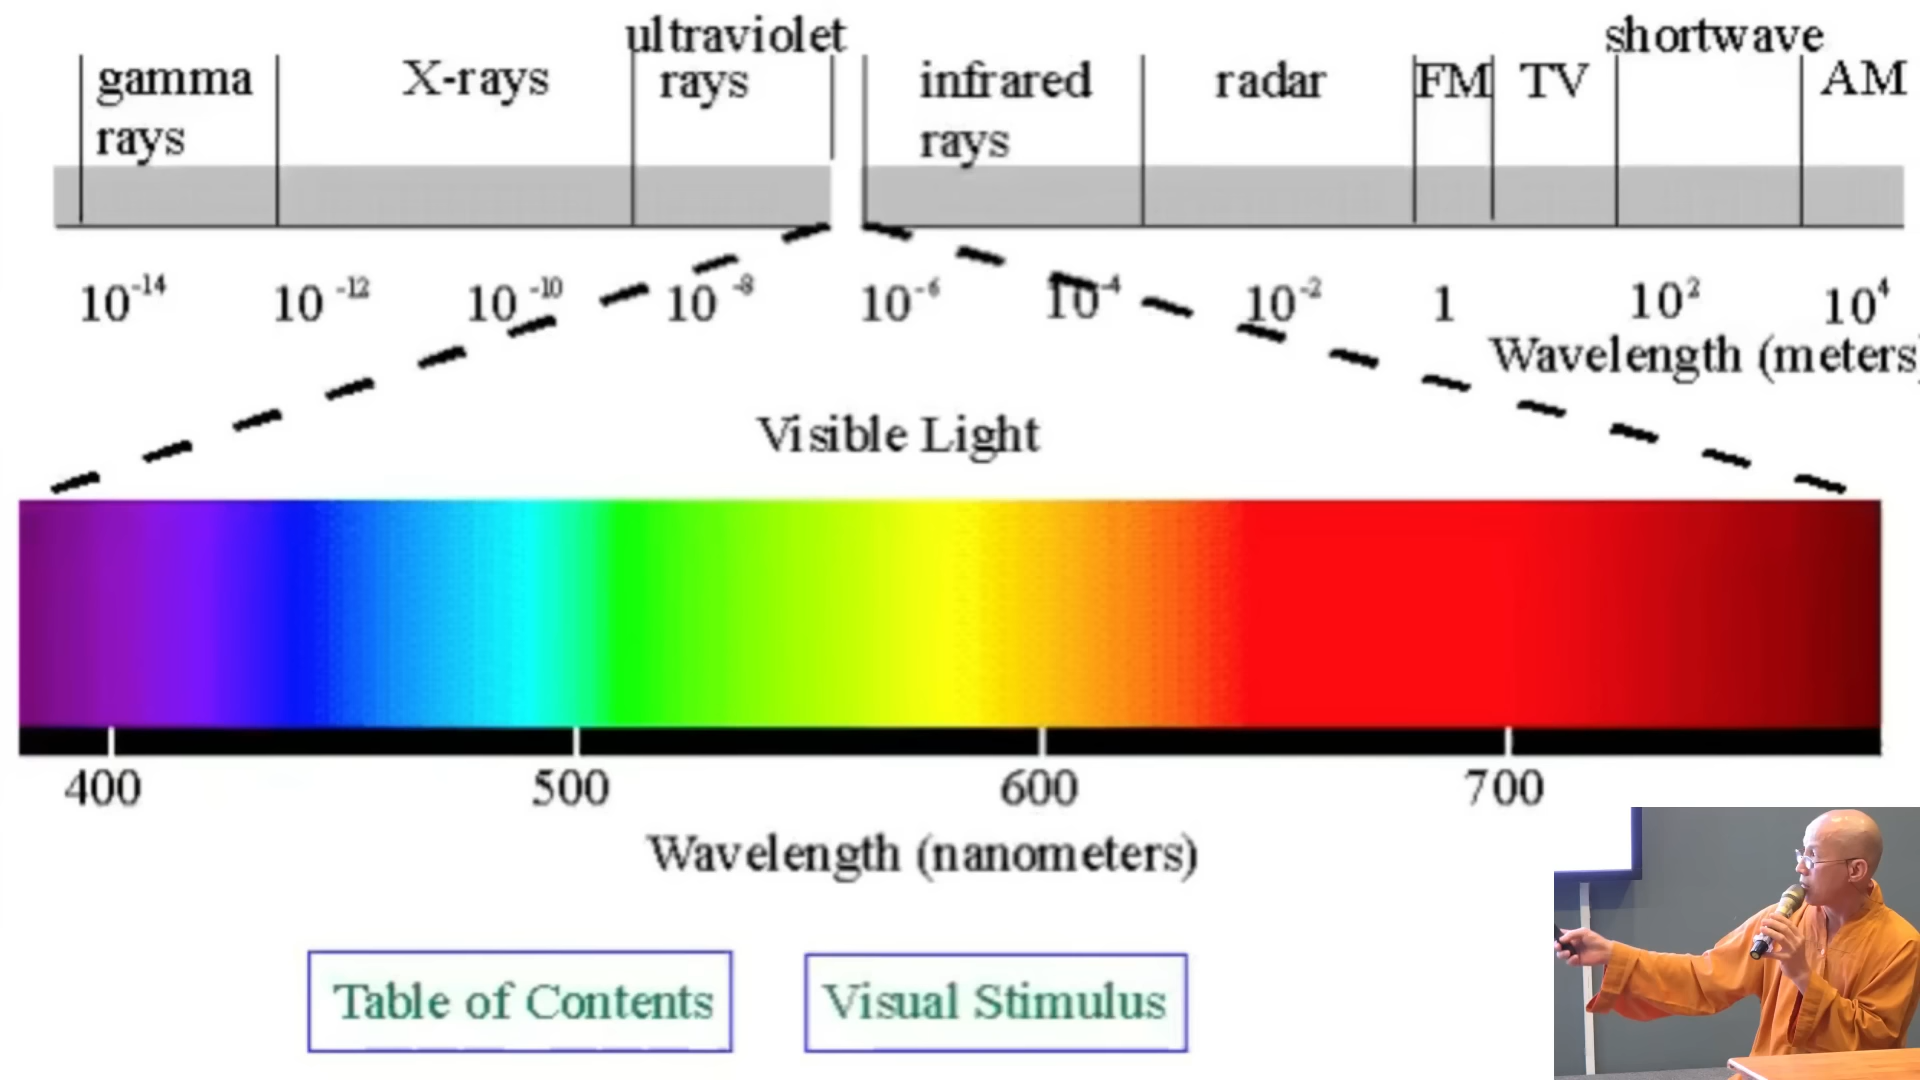 ultraviolet shortwave
gamma X-rays rays infrared radar FM TV AM
rays rays
10⁻¹⁴ 10⁻¹² 10⁻¹⁰ 10⁻⁸ 10⁻⁶ 10⁻⁴ 10⁻² 1 10² 10⁴
Wavelength (meters)
Visible Light
400 500 600 700
Wavelength (nanometers)
Table of Contents Visual Stimulus